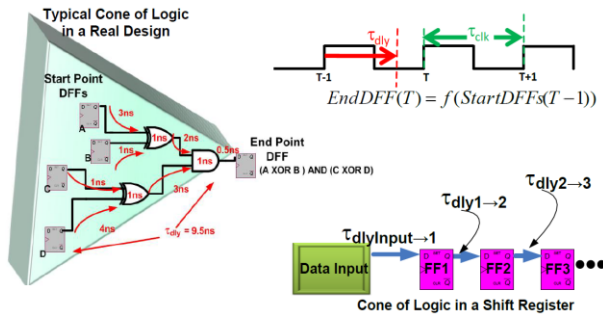 Typical Cone of Logic
in a Real Design
Start Point
DFFs
A
B
C
D
3ns
1ns
1ns
4ns
1ns
1ns
2ns
3ns
1ns
0.5ns
End Point
DFF
(A XOR B ) AND (C XOR D)
τdly = 9.5ns
τdly
τclk
T-1
T
T+1
EndDFF(T) = f(StartDFFs(T−1))
τdlyInput→1
τdly1→2
τdly2→3
Data Input
FF1
FF2
FF3
Cone of Logic in a Shift Register